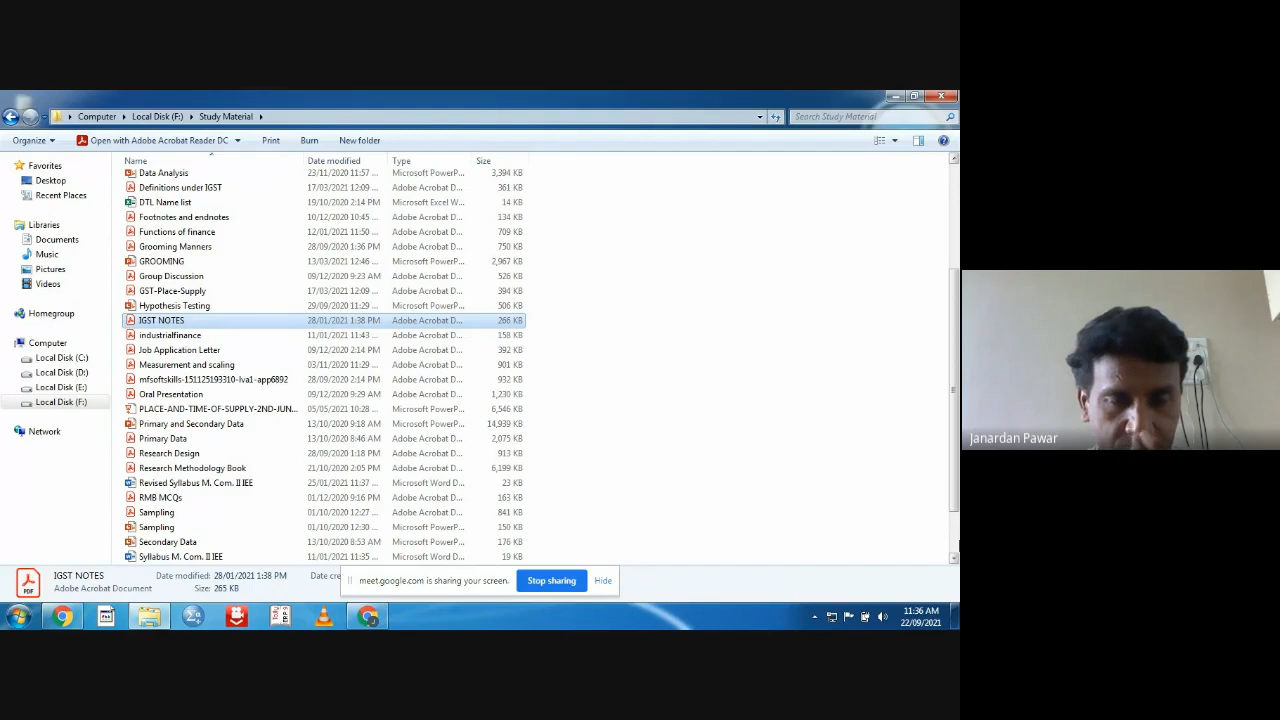 Computer ▸ Local Disk (F:) ▸ Study Material ▸
Search Study Material
Organize
Open with Adobe Acrobat Reader DC
Print
Burn
New folder
Name Date modified Type Size
Data Analysis 23/11/2020 11:57 ... Microsoft PowerP... 3,394 KB
Definitions under IGST 17/03/2021 12:09 ... Adobe Acrobat D... 361 KB
DTL Name list 19/10/2020 2:14 PM Microsoft Excel W... 14 KB
Footnotes and endnotes 10/12/2020 10:45 ... Adobe Acrobat D... 134 KB
Functions of finance 12/01/2021 11:50 ... Adobe Acrobat D... 709 KB
Grooming Manners 28/09/2020 1:36 PM Adobe Acrobat D... 750 KB
GROOMING 13/03/2021 12:46 ... Microsoft PowerP... 2,967 KB
Group Discussion 09/12/2020 9:23 AM Adobe Acrobat D... 526 KB
GST-Place-Supply 17/03/2021 12:09 ... Adobe Acrobat D... 394 KB
Hypothesis Testing 29/09/2020 11:29 ... Microsoft PowerP... 506 KB
IGST NOTES 28/01/2021 1:38 PM Adobe Acrobat D... 266 KB
industrialfinance 11/01/2021 11:43 ... Adobe Acrobat D... 158 KB
Job Application Letter 09/12/2020 2:14 PM Adobe Acrobat D... 392 KB
Measurement and scaling 03/11/2020 11:29 ... Adobe Acrobat D... 901 KB
mfsoftskills-151125193310-lva1-app6892 28/09/2020 2:14 PM Adobe Acrobat D... 932 KB
Oral Presentation 09/12/2020 9:29 AM Adobe Acrobat D... 1,230 KB
PLACE-AND-TIME-OF-SUPPLY-2ND-JUN... 05/05/2021 10:28 ... Microsoft PowerP... 6,546 KB
Primary and Secondary Data 13/10/2020 9:18 AM Microsoft PowerP... 14,939 KB
Primary Data 13/10/2020 8:46 AM Adobe Acrobat D... 2,075 KB
Research Design 28/09/2020 1:18 PM Adobe Acrobat D... 913 KB
Research Methodology Book 21/10/2020 2:05 PM Adobe Acrobat D... 6,199 KB
Revised Syllabus M. Com. II IEE 25/01/2021 11:37 ... Microsoft Word D... 23 KB
RMB MCQs 01/12/2020 9:16 PM Adobe Acrobat D... 163 KB
Sampling 01/10/2020 12:27 ... Adobe Acrobat D... 841 KB
Sampling 01/10/2020 12:30 ... Microsoft PowerP... 150 KB
Secondary Data 13/10/2020 8:53 AM Microsoft PowerP... 176 KB
Syllabus M. Com. II IEE 11/01/2021 11:35 ... Microsoft Word D... 19 KB
Favorites
Desktop
Recent Places
Libraries
Documents
Music
Pictures
Videos
Homegroup
Computer
Local Disk (C:)
Local Disk (D:)
Local Disk (E:)
Local Disk (F:)
Network
Janardan Pawar
IGST NOTES Date modified: 28/01/2021 1:38 PM Date cre
Adobe Acrobat Document Size: 265 KB
PDF
meet.google.com is sharing your screen.
Stop sharing
Hide
11:36 AM
22/09/2021